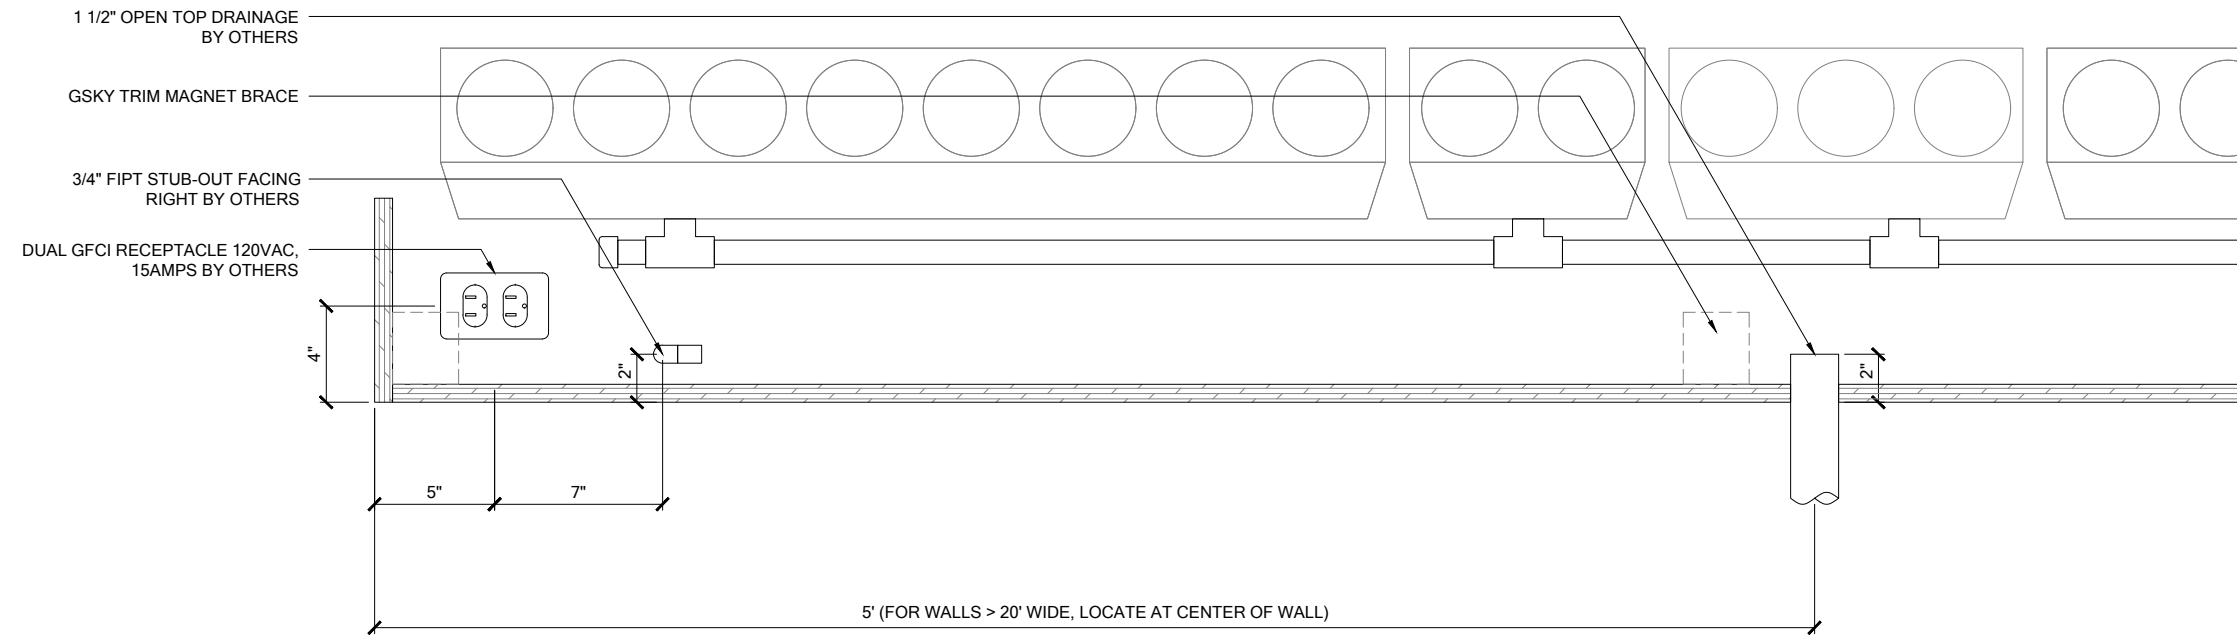 1 1/2" OPEN TOP DRAINAGE
BY OTHERS
GSKY TRIM MAGNET BRACE
3/4" FIPT STUB-OUT FACING
RIGHT BY OTHERS
DUAL GFCI RECEPTACLE 120VAC,
15AMPS BY OTHERS
4"
2"
2"
5"
7"
5' (FOR WALLS > 20' WIDE, LOCATE AT CENTER OF WALL)